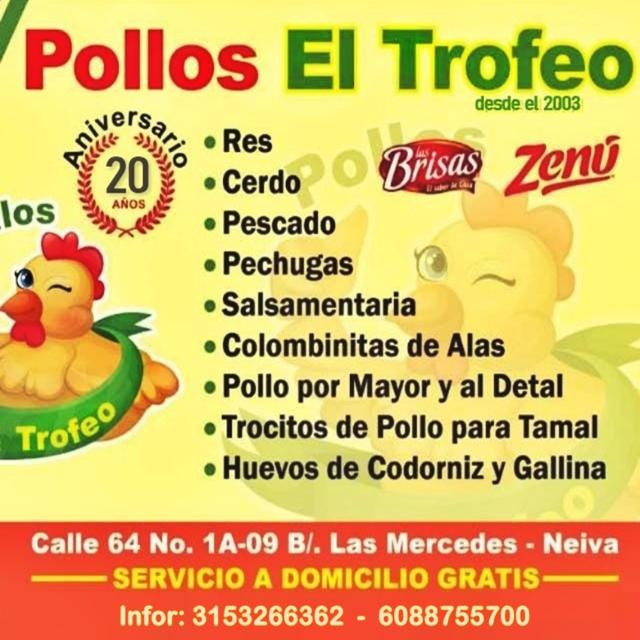 Pollos El Trofeo
desde el 2003
Aniversario
20
AÑOS
los
Trofeo
Las Brisas
Zenú
• Res
• Cerdo
• Pescado
• Pechugas
• Salsamentaria
• Colombinitas de Alas
• Pollo por Mayor y al Detal
• Trocitos de Pollo para Tamal
• Huevos de Codorniz y Gallina
Calle 64 No. 1A-09 B/. Las Mercedes - Neiva
SERVICIO A DOMICILIO GRATIS
Infor: 3153266362 - 6088755700